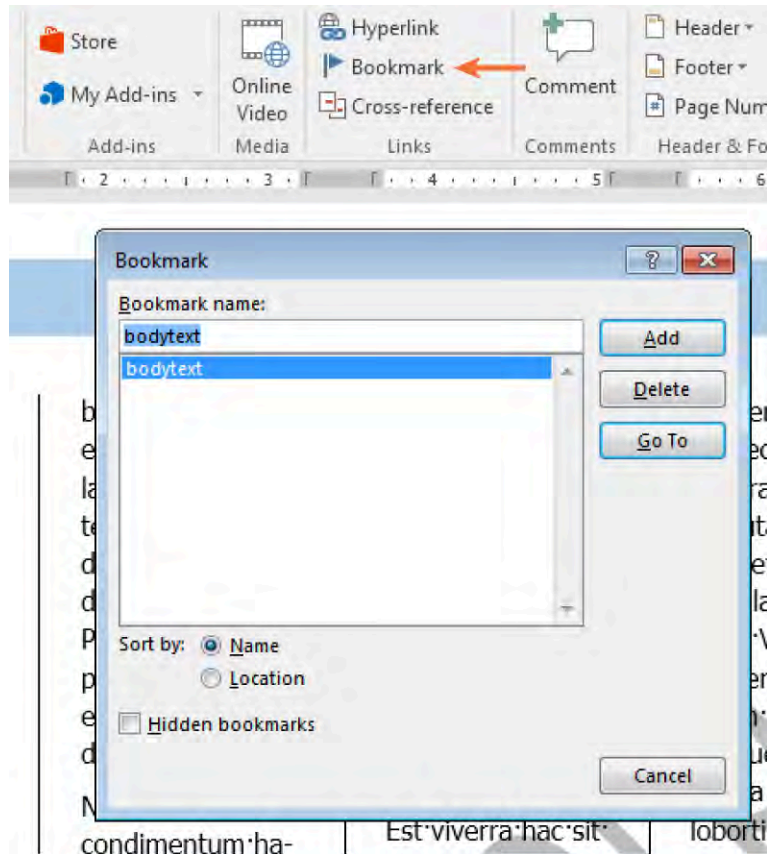 Store
My Add-ins
Add-ins
Online
Video
Media
Hyperlink
Bookmark
Cross-reference
Links
Comment
Comments
Header
Footer
Page Num
Header & Fo
2 3 4 5 6
Bookmark
Bookmark name:
bodytext
bodytext
Add
Delete
Go To
Sort by: Name
Location
Hidden bookmarks
Cancel
Est·viverra·hac·sit·
condimentum·ha-
loborti